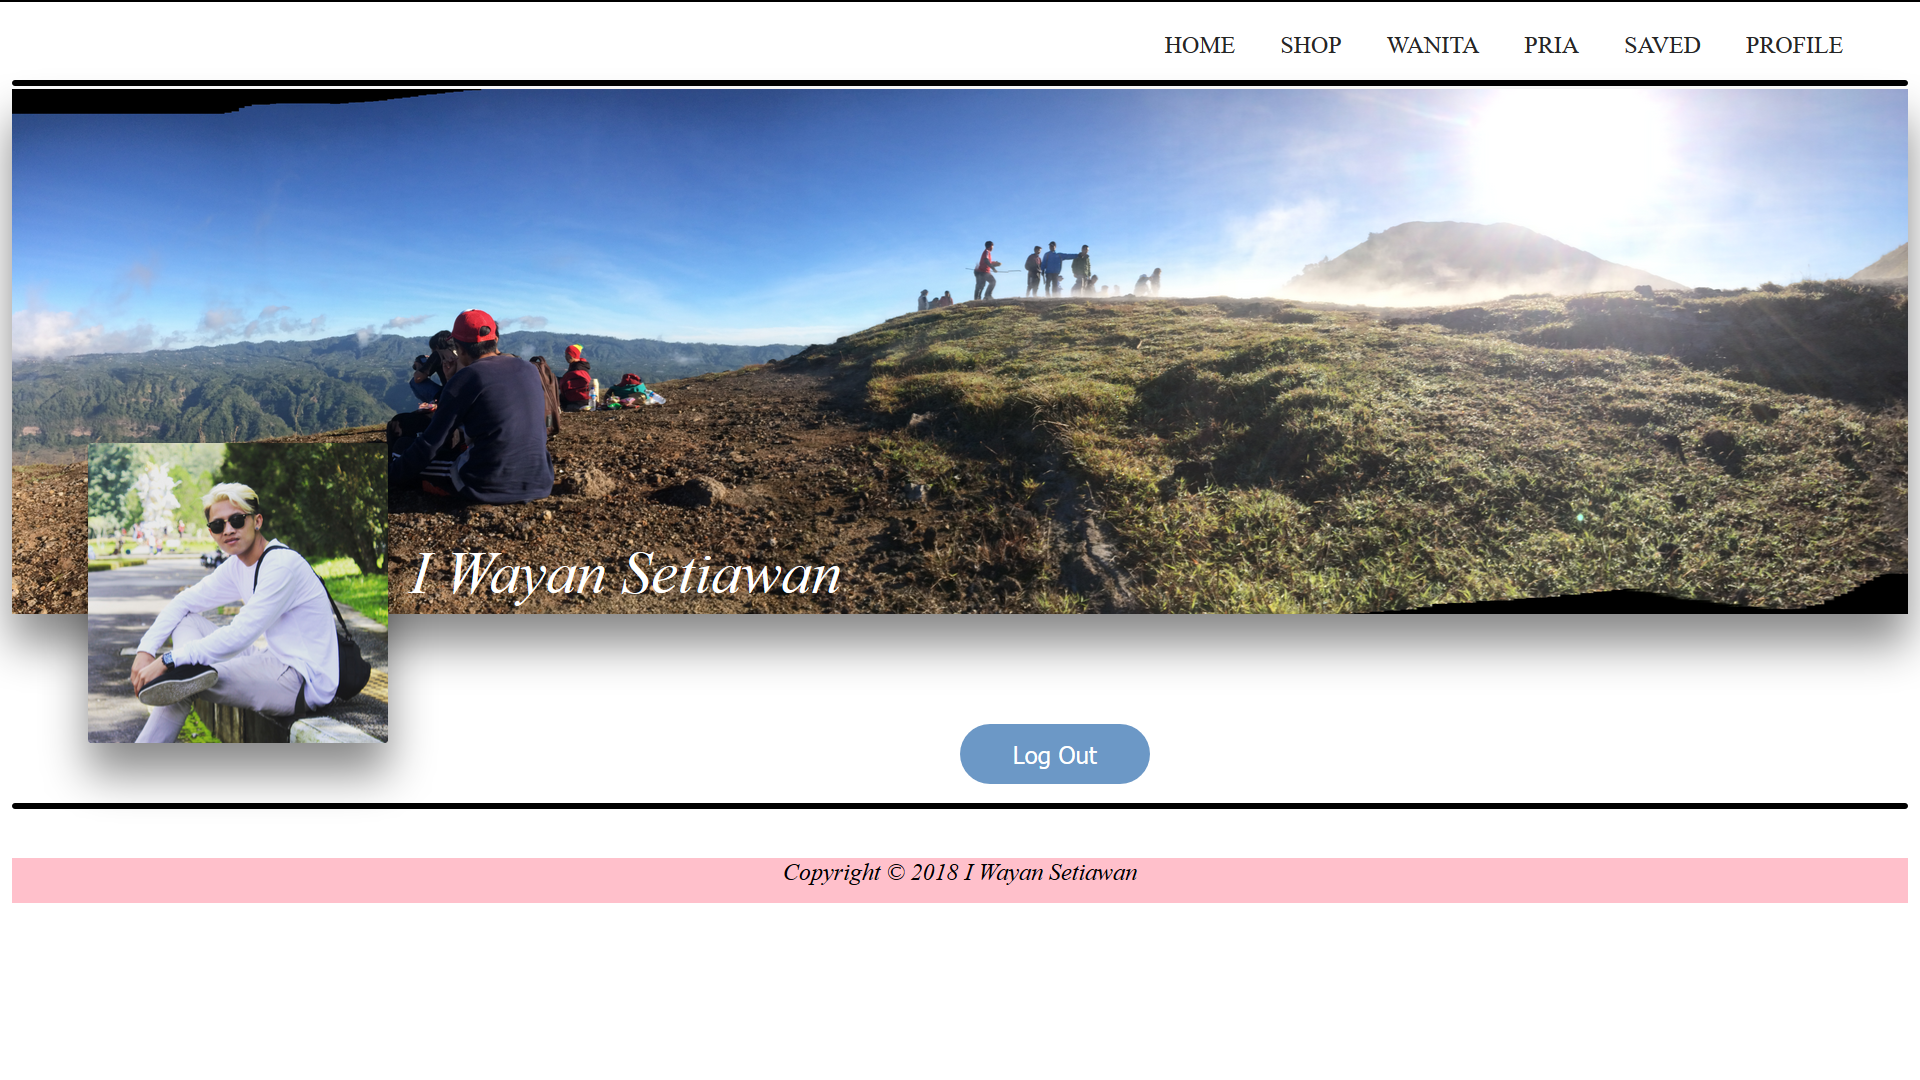 HOME SHOP WANITA PRIA SAVED PROFILE
I Wayan Setiawan
Log Out
Copyright © 2018 I Wayan Setiawan